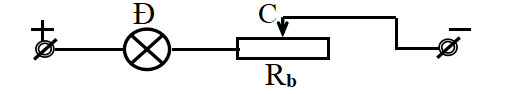 Đ C
+ −
R_b